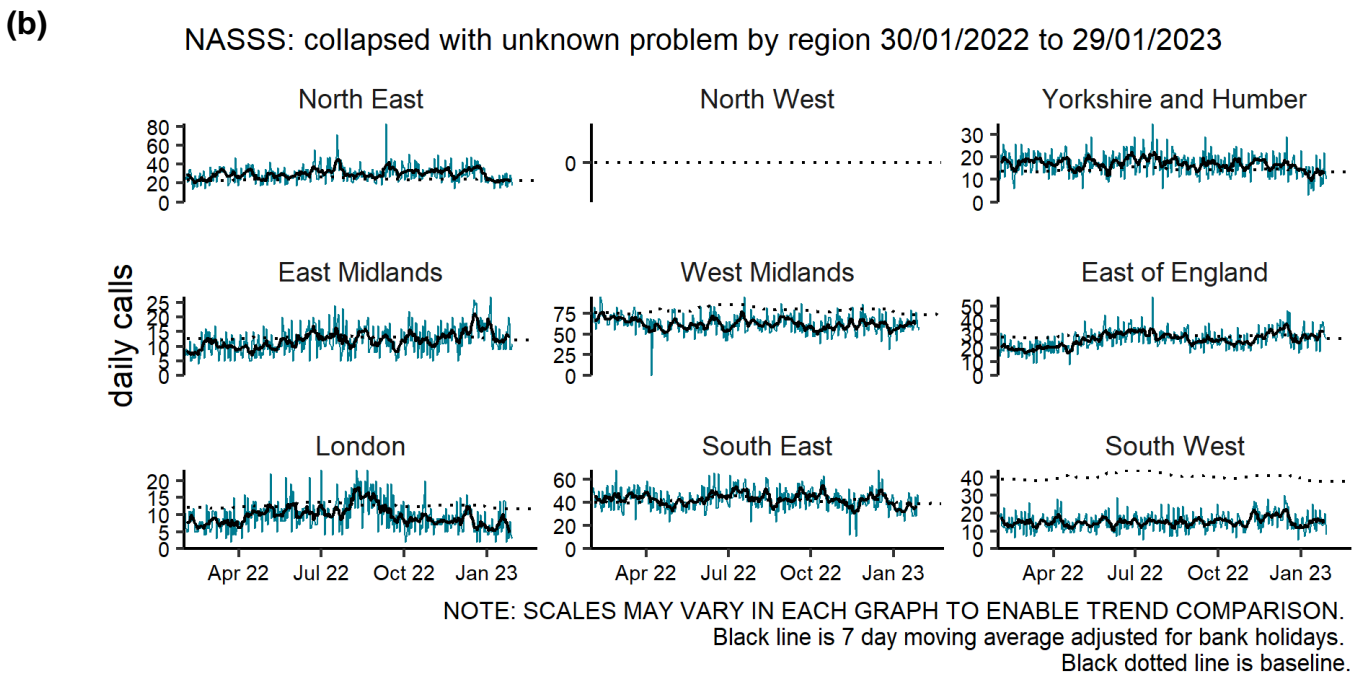 (b)
NASSS: collapsed with unknown problem by region 30/01/2022 to 29/01/2023
North East
North West
Yorkshire and Humber
80
60
40
20
0
0
30
20
10
0
daily calls
East Midlands
West Midlands
East of England
25
20
15
10
5
0
75
50
25
0
50
40
30
20
10
0
London
South East
South West
20
15
10
5
0
60
40
20
0
40
30
20
10
0
Apr 22 Jul 22 Oct 22 Jan 23
Apr 22 Jul 22 Oct 22 Jan 23
Apr 22 Jul 22 Oct 22 Jan 23
NOTE: SCALES MAY VARY IN EACH GRAPH TO ENABLE TREND COMPARISON.
Black line is 7 day moving average adjusted for bank holidays.
Black dotted line is baseline.